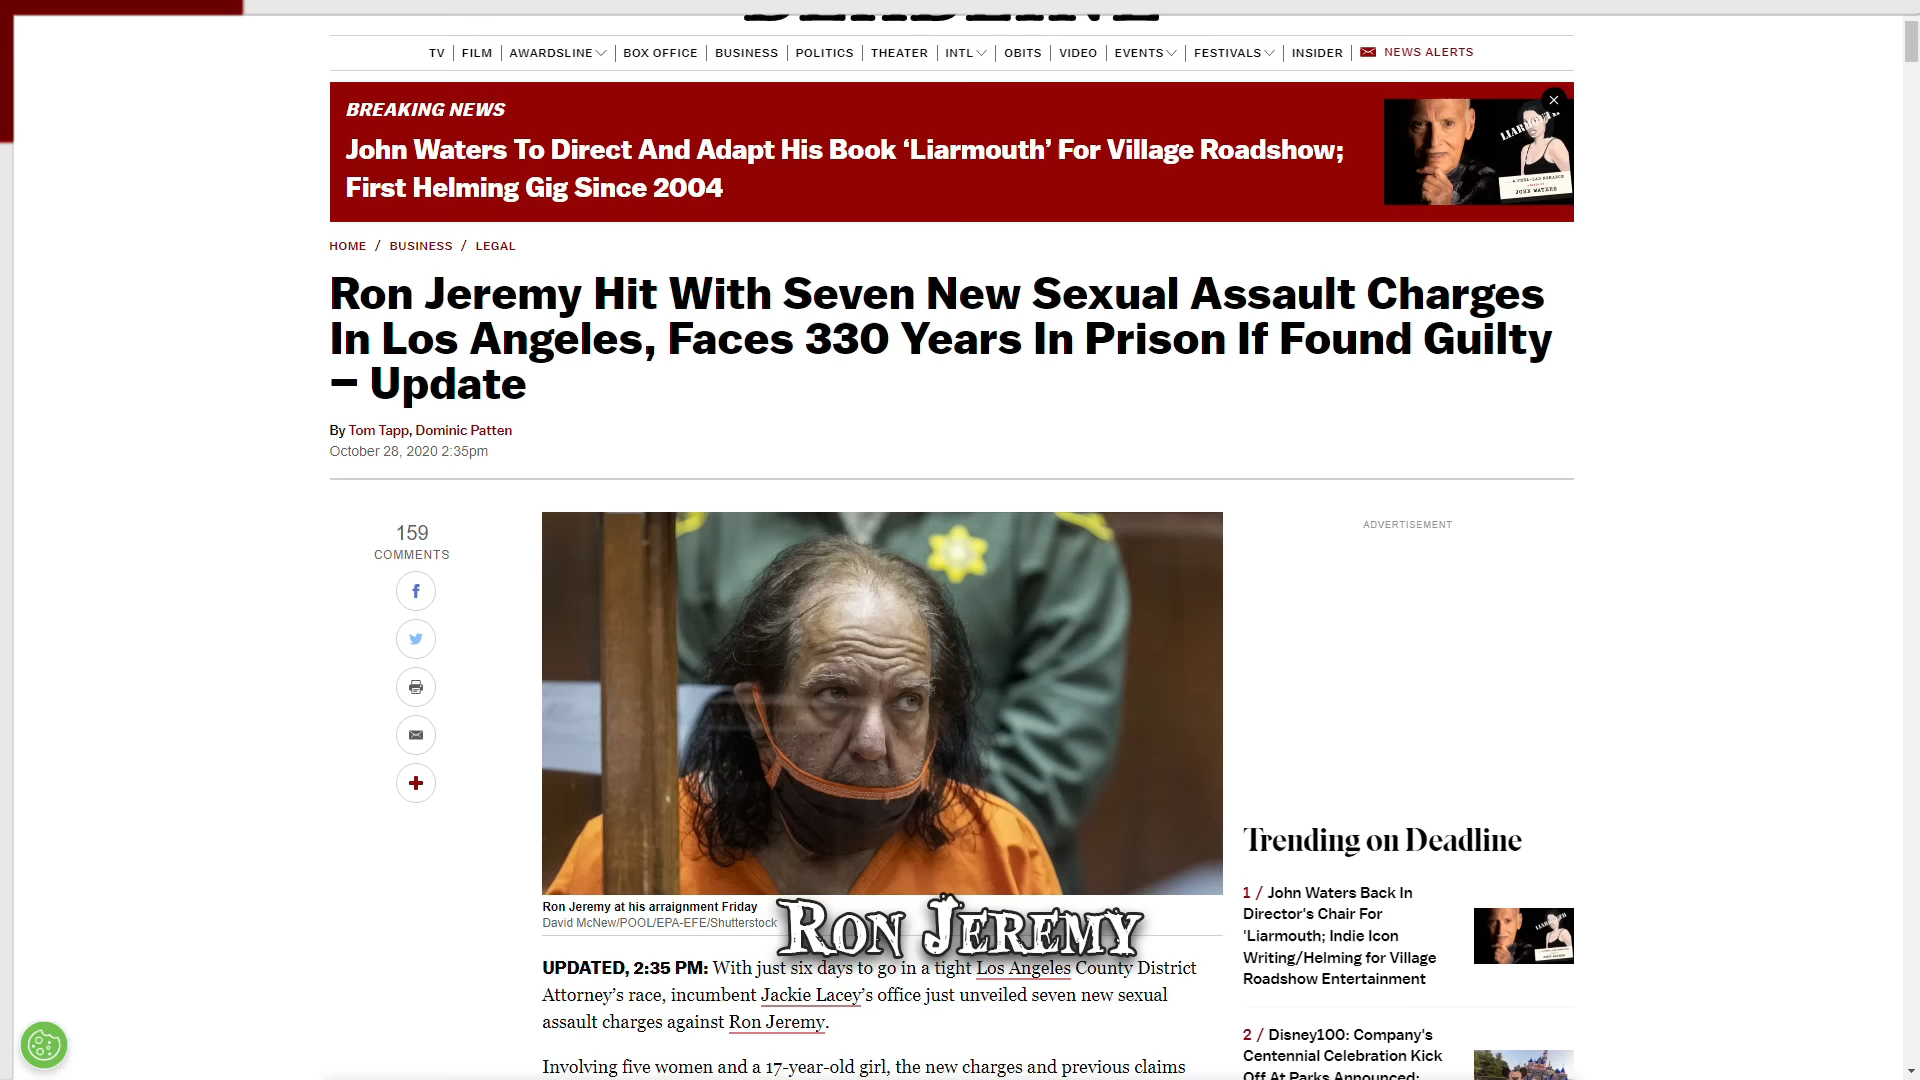 DEADLINE
TV FILM AWARDSLINE BOX OFFICE BUSINESS POLITICS THEATER INTL OBITS VIDEO EVENTS FESTIVALS INSIDER NEWS ALERTS
BREAKING NEWS
John Waters To Direct And Adapt His Book ‘Liarmouth’ For Village Roadshow;
First Helming Gig Since 2004
HOME / BUSINESS / LEGAL
Ron Jeremy Hit With Seven New Sexual Assault Charges
In Los Angeles, Faces 330 Years In Prison If Found Guilty
– Update
By Tom Tapp, Dominic Patten
October 28, 2020 2:35pm
159
COMMENTS
ADVERTISEMENT
Ron Jeremy at his arraignment Friday
David McNew/POOL/EPA-EFE/Shutterstock
RON JEREMY
UPDATED, 2:35 PM: With just six days to go in a tight Los Angeles County District
Attorney’s race, incumbent Jackie Lacey’s office just unveiled seven new sexual
assault charges against Ron Jeremy.
Involving five women and a 17-year-old girl, the new charges and previous claims
Trending on Deadline
1 / John Waters Back In
Director's Chair For
'Liarmouth; Indie Icon
Writing/Helming for Village
Roadshow Entertainment
2 / Disney100: Company's
Centennial Celebration Kick
Off At Parks Announced;